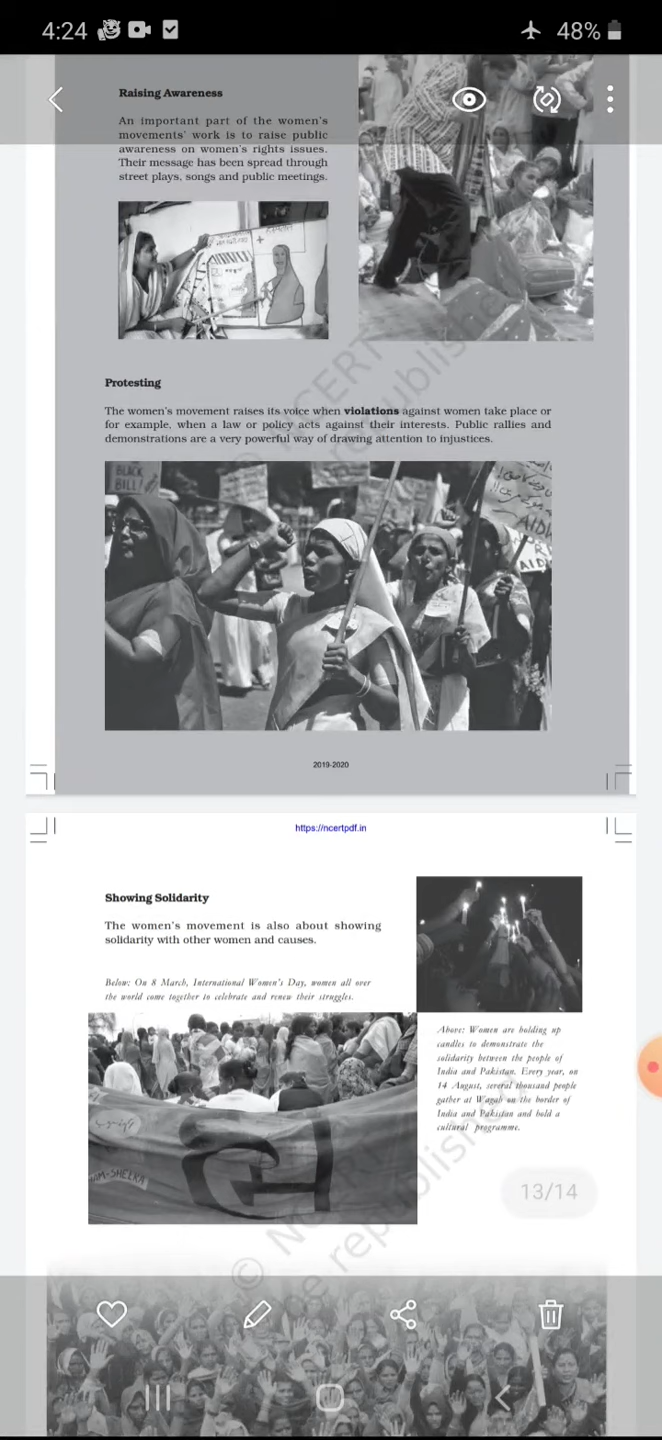 4:24
48%
Raising Awareness
An important part of the women's
movements' work is to raise public
awareness on women's rights issues.
Their message has been spread through
street plays, songs and public meetings.
Protesting
The women's movement raises its voice when violations against women take place or
for example, when a law or policy acts against their interests. Public rallies and
demonstrations are a very powerful way of drawing attention to injustices.
BLACK
BILL!
AID
AID
2019-2020
https://ncertpdf.in
Showing Solidarity
The women's movement is also about showing
solidarity with other women and causes.
Below: On 8 March, International Women's Day, women all over
the world come together to celebrate and renew their struggles.
Above: Women are holding up
candles to demonstrate the
solidarity between the people of
India and Pakistan. Every year, on
14 August, several thousand people
gather at Wagah on the border of
India and Pakistan and hold a
cultural programme.
13/14
© NCERT
republished
© NCERT
be republished